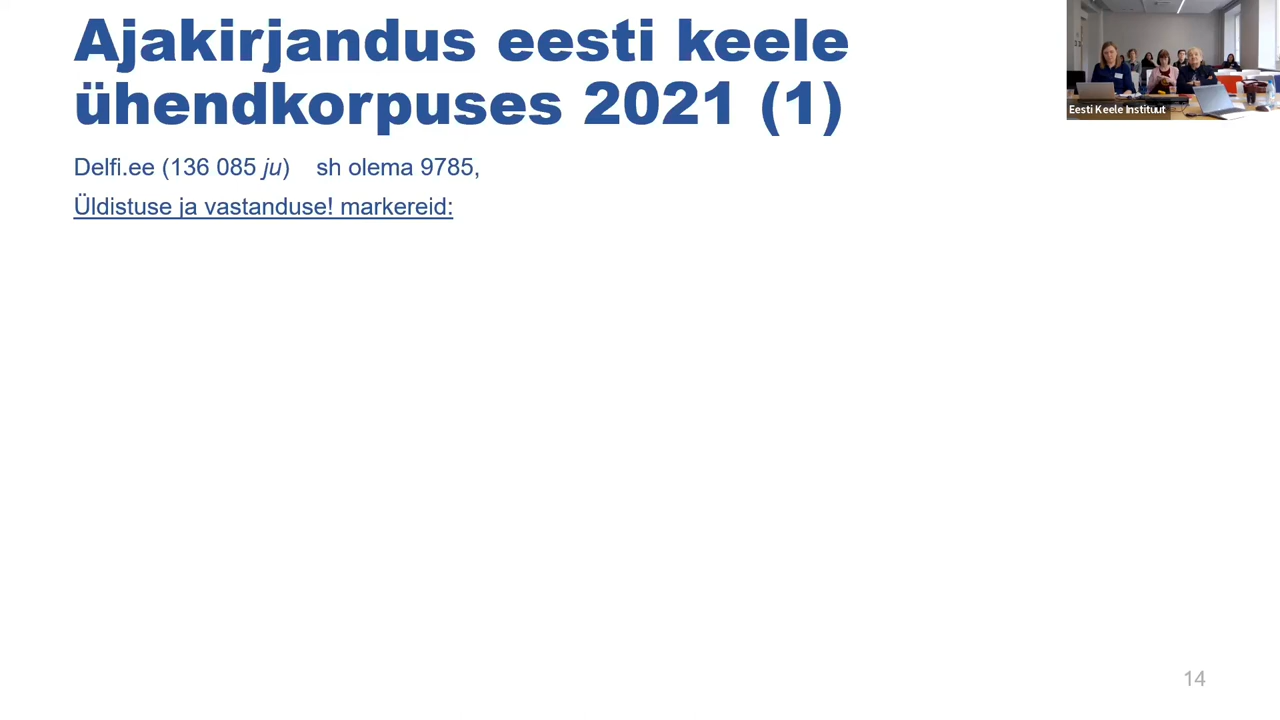 Ajakirjandus eesti keele
ühendkorpuses 2021 (1)
Eesti Keele Instituut
Delfi.ee (136 085 ju) sh olema 9785,
Üldistuse ja vastanduse! markereid:
14